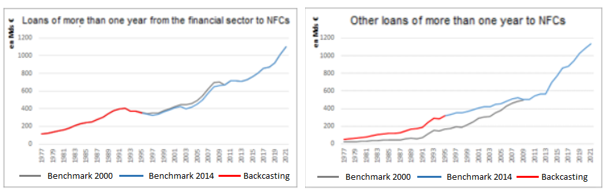 Loans of more than one year from the financial sector to NFCs
ea Mds €
1200
1000
800
600
400
200
0
1977 1979 1981 1983 1985 1987 1989 1991 1993 1995 1997 1999 2001 2003 2005 2007 2009 2011 2013 2015 2017 2019 2021
Benchmark 2000 Benchmark 2014 Backcasting
Other loans of more than one year to NFCs
ea Mds €
1200
1000
800
600
400
200
0
1977 1979 1981 1983 1985 1987 1989 1991 1993 1995 1997 1999 2001 2003 2005 2007 2009 2011 2013 2015 2017 2019 2021
Benchmark 2000 Benchmark 2014 Backcasting